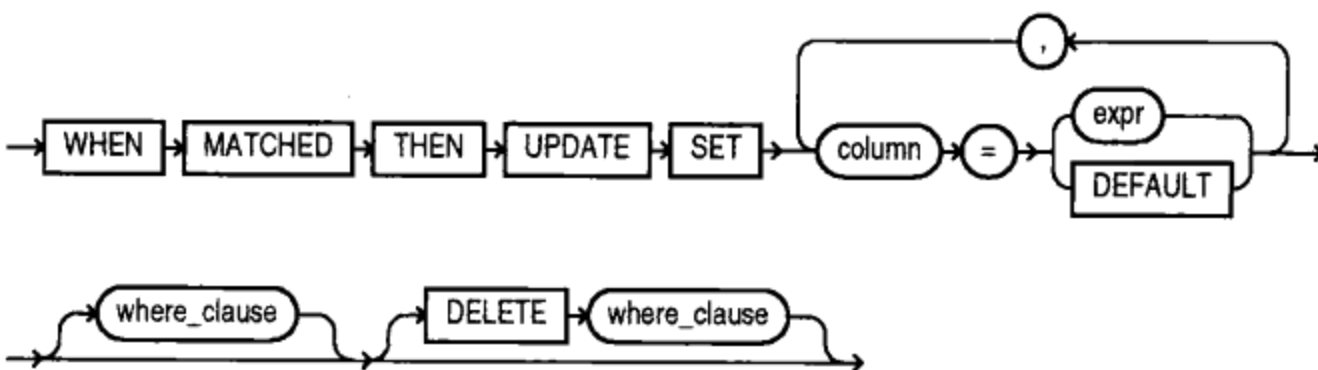 ,
WHEN MATCHED THEN UPDATE SET column = expr
DEFAULT
where_clause DELETE where_clause